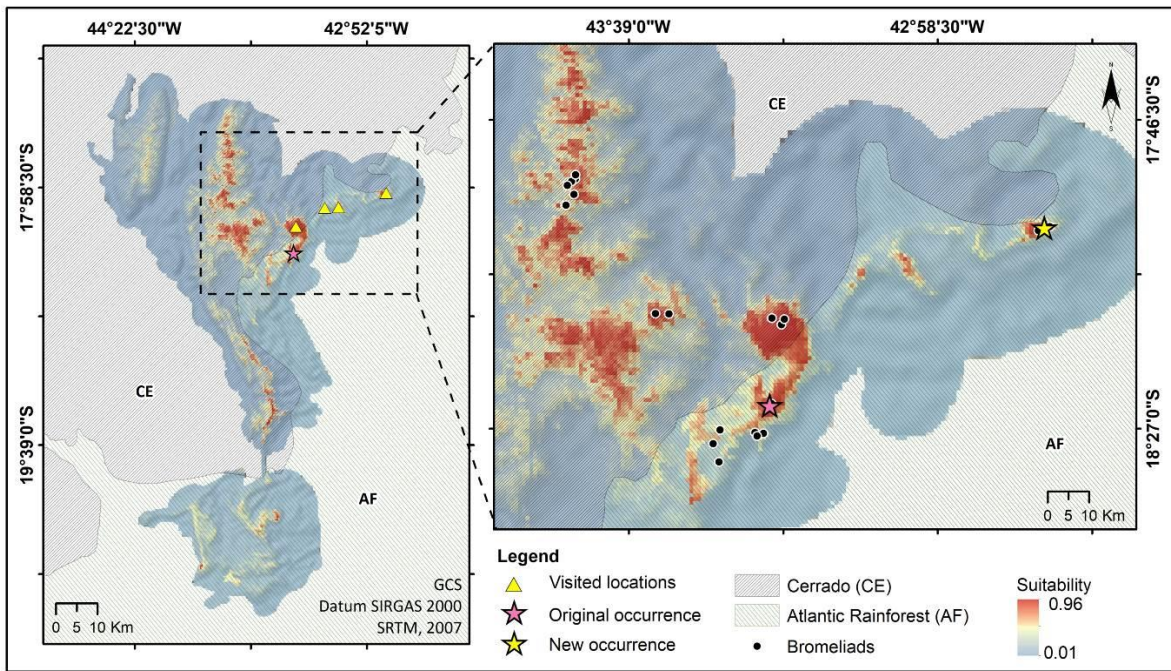 44°22'30"W 42°52'5"W 43°39'0"W 42°58'30"W
17°58'30"S
19°39'0"S
17°46'30"S
18°27'0"S
CE
AF
GCS
Datum SIRGAS 2000
SRTM, 2007
0 5 10 Km
CE
AF
N
S
0 5 10 Km
Legend
Visited locations
Original occurrence
New occurrence
Cerrado (CE)
Atlantic Rainforest (AF)
Bromeliads
Suitability
0.96
0.01